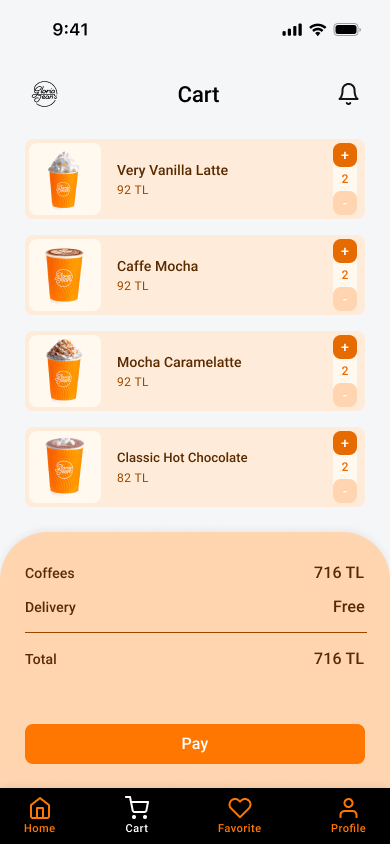 9:41
Gloria
Jean's
Cart
Very Vanilla Latte
92 TL
+
2
-
Caffe Mocha
92 TL
+
2
-
Mocha Caramelatte
92 TL
+
2
-
Classic Hot Chocolate
82 TL
+
2
-
Coffees 716 TL
Delivery Free
Total 716 TL
Pay
Home Cart Favorite Profile